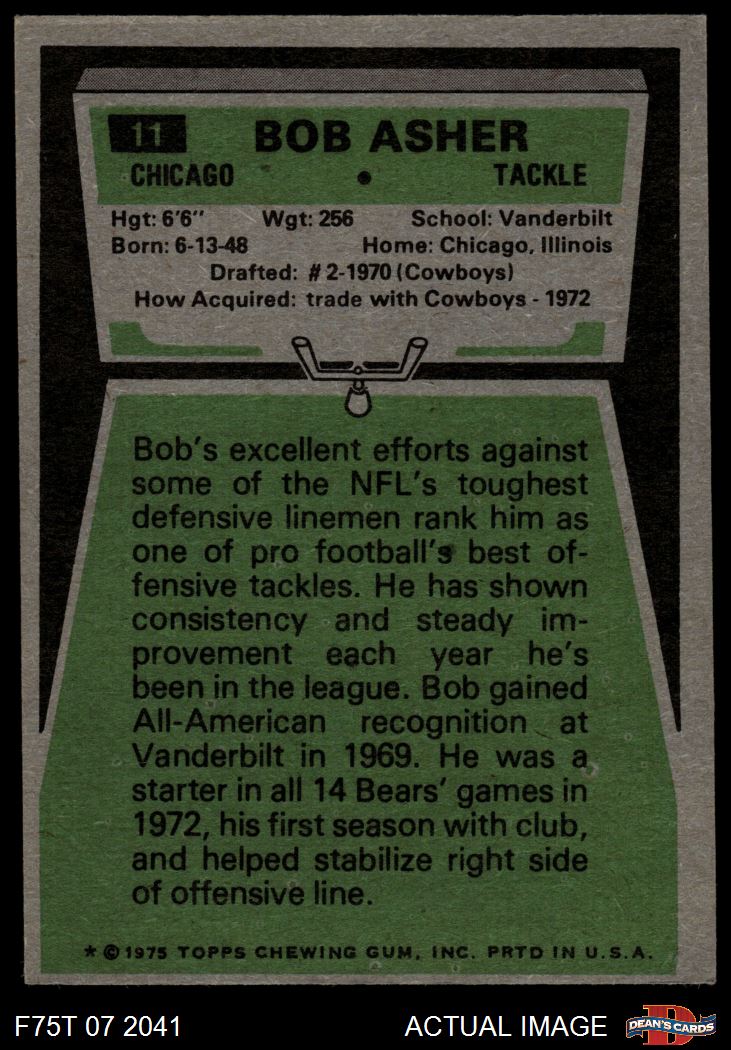 11 BOB ASHER
CHICAGO • TACKLE
Hgt: 6'6" Wgt: 256 School: Vanderbilt
Born: 6-13-48 Home: Chicago, Illinois
Drafted: #2-1970 (Cowboys)
How Acquired: trade with Cowboys - 1972
Bob's excellent efforts against
some of the NFL's toughest
defensive linemen rank him as
one of pro football's best of-
fensive tackles. He has shown
consistency and steady im-
provement each year he's
been in the league. Bob gained
All-American recognition at
Vanderbilt in 1969. He was a
starter in all 14 Bears' games in
1972, his first season with club,
and helped stabilize right side
of offensive line.
* © 1975 TOPPS CHEWING GUM, INC. PRTD IN U.S.A.
F75T 07 2041 ACTUAL IMAGE D DEAN'S CARDS